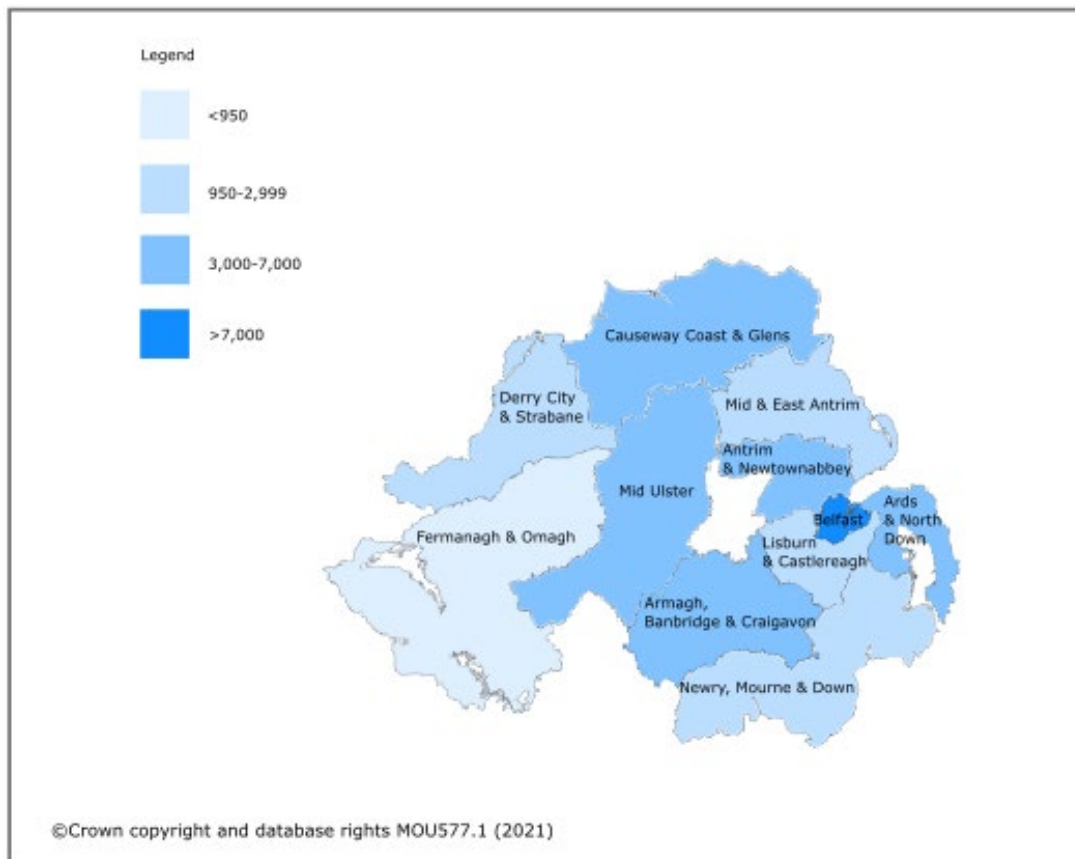 Legend
<950
950-2,999
3,000-7,000
>7,000
Causeway Coast & Glens
Derry City
& Strabane
Mid & East Antrim
Antrim
& Newtownabbey
Mid Ulster
Ards
& North
Down
Belfast
Fermanagh & Omagh
Lisburn
& Castlereagh
Armagh,
Banbridge & Craigavon
Newry, Mourne & Down
©Crown copyright and database rights MOU577.1 (2021)